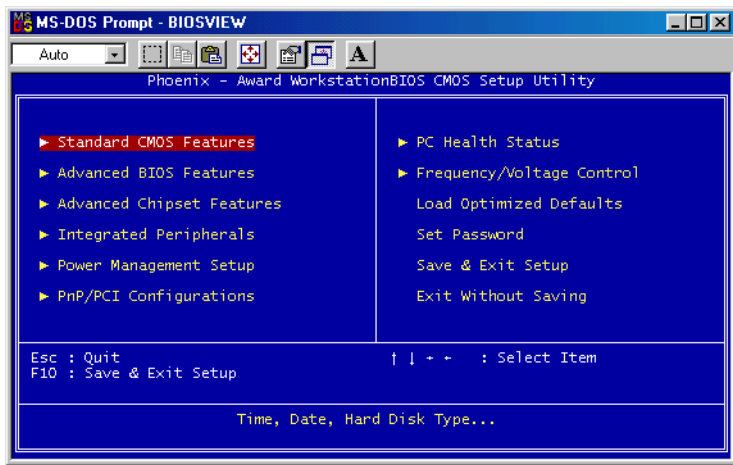 MS-DOS Prompt - BIOSVIEW
Auto
A
Phoenix - Award WorkstationBIOS CMOS Setup Utility
► Standard CMOS Features
► Advanced BIOS Features
► Advanced Chipset Features
► Integrated Peripherals
► Power Management Setup
► PnP/PCI Configurations
► PC Health Status
► Frequency/Voltage Control
Load Optimized Defaults
Set Password
Save & Exit Setup
Exit Without Saving
Esc : Quit
F10 : Save & Exit Setup
↑ ↓ → ← : Select Item
Time, Date, Hard Disk Type...